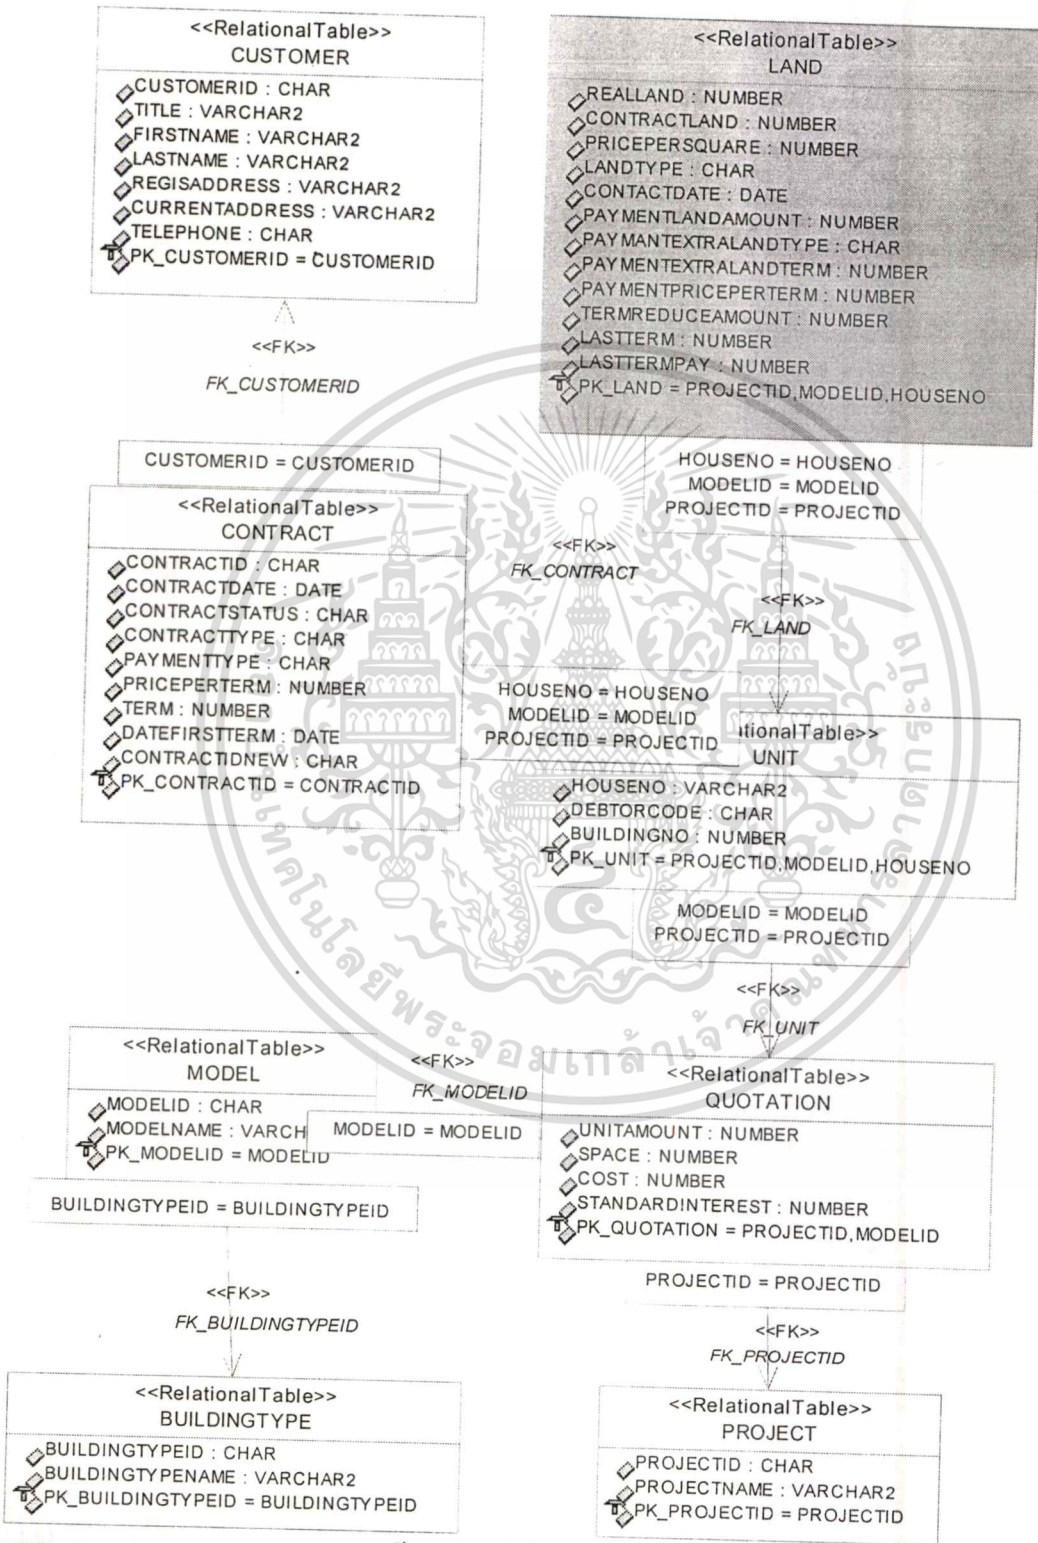 <<RelationalTable>>
CUSTOMER
CUSTOMERID : CHAR
TITLE : VARCHAR2
FIRSTNAME : VARCHAR2
LASTNAME : VARCHAR2
REGISADDRESS : VARCHAR2
CURRENTADDRESS : VARCHAR2
TELEPHONE : CHAR
PK_CUSTOMERID = CUSTOMERID
<<RelationalTable>>
LAND
REALLAND : NUMBER
CONTRACTLAND : NUMBER
PRICEPERSQUARE : NUMBER
LANDTYPE : CHAR
CONTACTDATE : DATE
PAYMENTLANDAMOUNT : NUMBER
PAYMANTEXTRALANDTYPE : CHAR
PAYMENTEXTRALANDTERM : NUMBER
PAYMENTPRICEPERTERM : NUMBER
TERMREDUCEAMOUNT : NUMBER
LASTTERM : NUMBER
LASTTERMPAY : NUMBER
PK_LAND = PROJECTID,MODELID,HOUSENO
<<FK>>
FK_CUSTOMERID
CUSTOMERID = CUSTOMERID
HOUSENO = HOUSENO
MODELID = MODELID
PROJECTID = PROJECTID
<<RelationalTable>>
CONTRACT
CONTRACTID : CHAR
CONTRACTDATE : DATE
CONTRACTSTATUS : CHAR
CONTRACTTYPE : CHAR
PAYMENTTYPE : CHAR
PRICEPERTERM : NUMBER
TERM : NUMBER
DATEFIRSTTERM : DATE
CONTRACTIDNEW : CHAR
PK_CONTRACTID = CONTRACTID
<<FK>>
FK_CONTRACT
<<FK>>
FK_LAND
HOUSENO = HOUSENO
MODELID = MODELID
PROJECTID = PROJECTID
itionalTable>>
UNIT
HOUSENO : VARCHAR2
DEBTORCODE : CHAR
BUILDINGNO : NUMBER
PK_UNIT = PROJECTID,MODELID,HOUSENO
MODELID = MODELID
PROJECTID = PROJECTID
<<FK>>
FK_UNIT
<<RelationalTable>>
MODEL
MODELID : CHAR
MODELNAME : VARCH
PK_MODELID = MODELID
<<FK>>
FK_MODELID
MODELID = MODELID
<<RelationalTable>>
QUOTATION
UNITAMOUNT : NUMBER
SPACE : NUMBER
COST : NUMBER
STANDARDINTEREST : NUMBER
PK_QUOTATION = PROJECTID,MODELID
BUILDINGTYPEID = BUILDINGTYPEID
PROJECTID = PROJECTID
<<FK>>
FK_BUILDINGTYPEID
<<FK>>
FK_PROJECTID
<<RelationalTable>>
BUILDINGTYPE
BUILDINGTYPEID : CHAR
BUILDINGTYPENAME : VARCHAR2
PK_BUILDINGTYPEID = BUILDINGTYPEID
<<RelationalTable>>
PROJECT
PROJECTID : CHAR
PROJECTNAME : VARCHAR2
PK_PROJECTID = PROJECTID